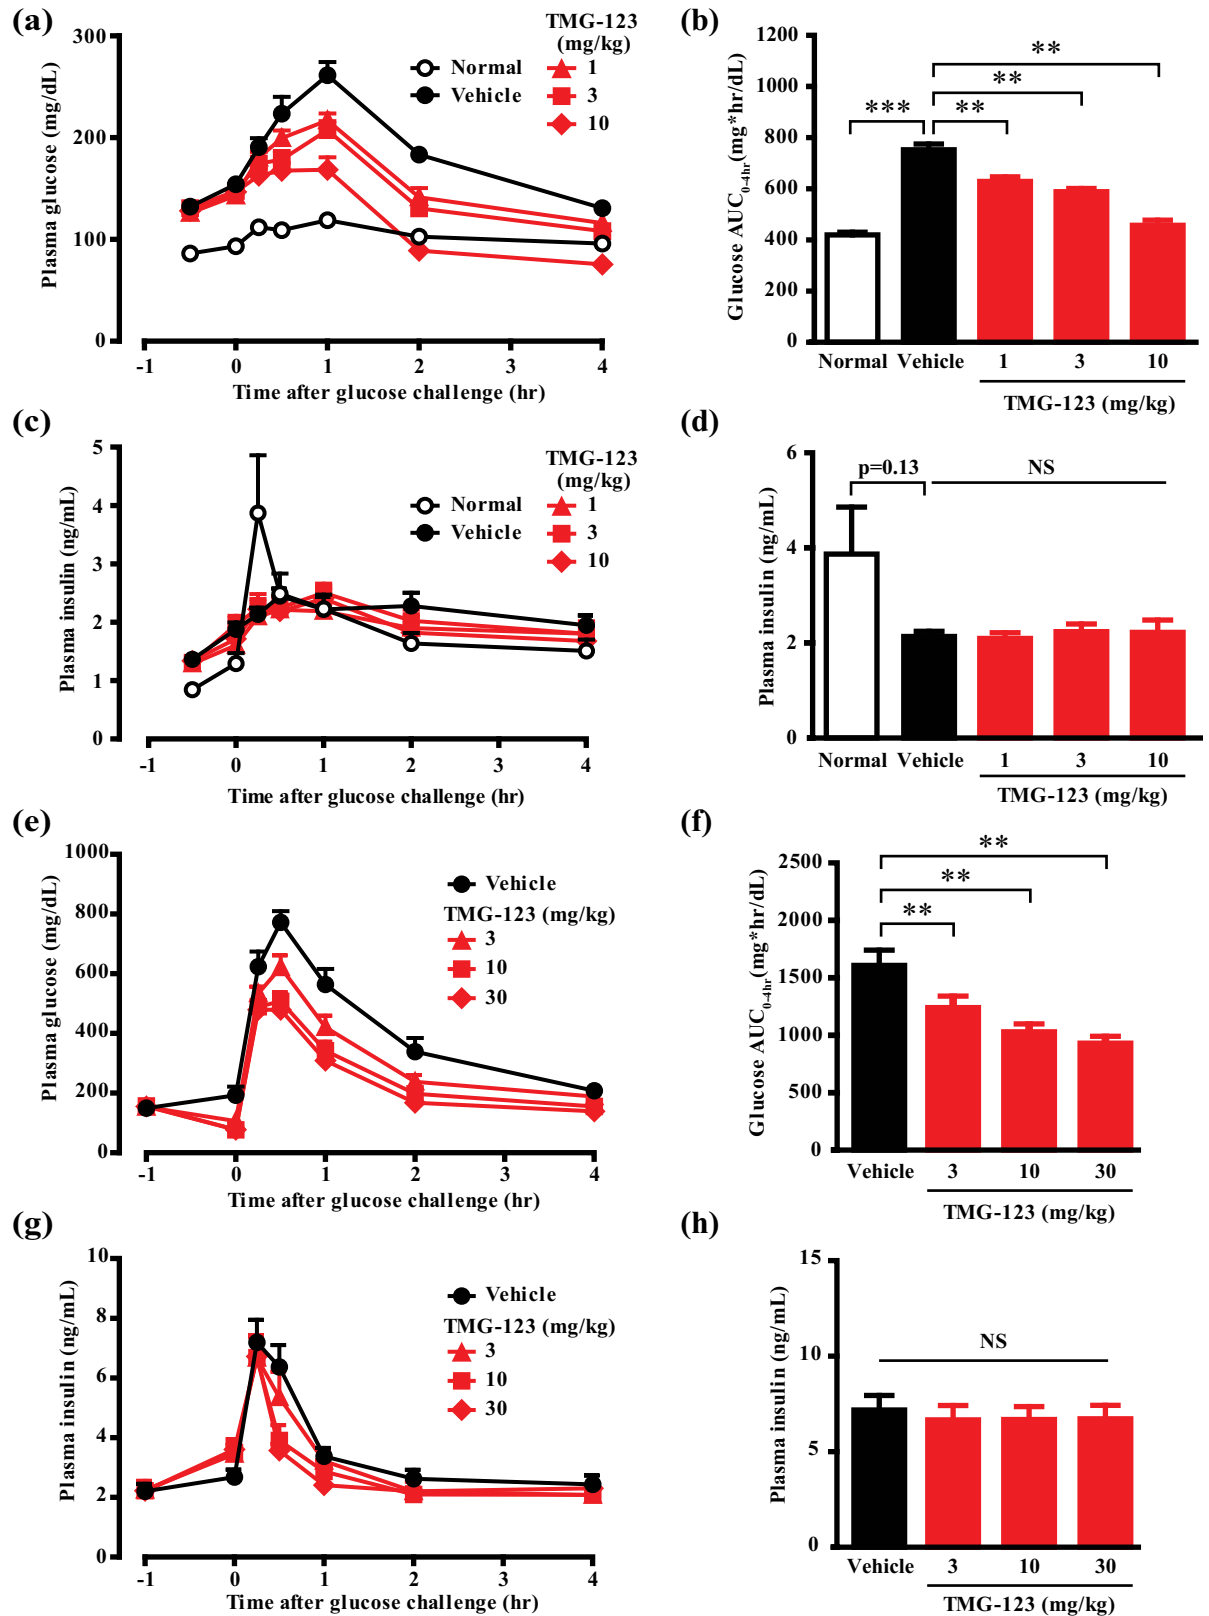 (a)
Plasma glucose (mg/dL)
300
200
100
0
-1 0 1 2 3 4
Time after glucose challenge (hr)
Normal
Vehicle
TMG-123
(mg/kg)
1
3
10
(b)
Glucose AUC0-4hr(mg*hr/dL)
1200
1000
800
600
400
200
0
*** ** ** **
Normal Vehicle 1 3 10
TMG-123 (mg/kg)
(c)
Plasma insulin (ng/mL)
5
4
3
2
1
0
-1 0 1 2 3 4
Time after glucose challenge (hr)
Normal
Vehicle
TMG-123
(mg/kg)
1
3
10
(d)
Plasma insulin (ng/mL)
6
4
2
0
p=0.13 NS
Normal Vehicle 1 3 10
TMG-123 (mg/kg)
(e)
Plasma glucose (mg/dL)
1000
800
600
400
200
0
-1 0 1 2 3 4
Time after glucose challenge (hr)
Vehicle
TMG-123 (mg/kg)
3
10
30
(f)
Glucose AUC0-4hr(mg*hr/dL)
2500
2000
1500
1000
500
0
** ** **
Vehicle 3 10 30
TMG-123 (mg/kg)
(g)
Plasma insulin (ng/mL)
10
8
6
4
2
0
-1 0 1 2 3 4
Time after glucose challenge (hr)
Vehicle
TMG-123 (mg/kg)
3
10
30
(h)
Plasma insulin (ng/mL)
15
10
5
0
NS
Vehicle 3 10 30
TMG-123 (mg/kg)